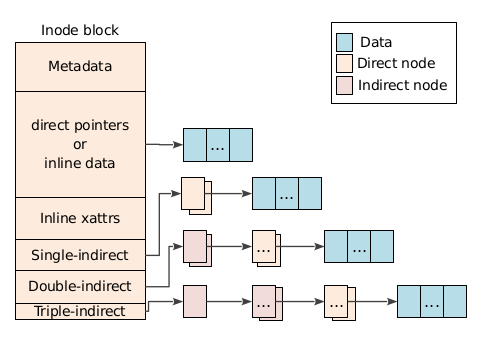 Inode block
Metadata
direct pointers
or
inline data
Inline xattrs
Single-indirect
Double-indirect
Triple-indirect
Data
Direct node
Indirect node
...
...
...
...
...
...
...